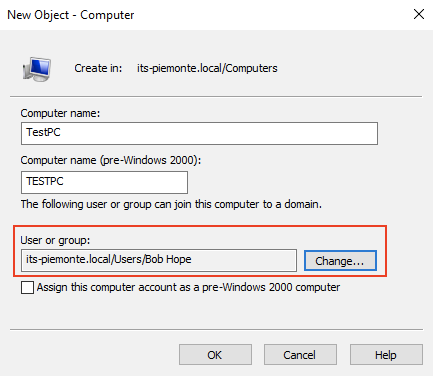 New Object - Computer
Create in: its-piemonte.local/Computers
Computer name:
TestPC
Computer name (pre-Windows 2000):
TESTPC
The following user or group can join this computer to a domain.
User or group:
its-piemonte.local/Users/Bob Hope
Change...
Assign this computer account as a pre-Windows 2000 computer
OK Cancel Help